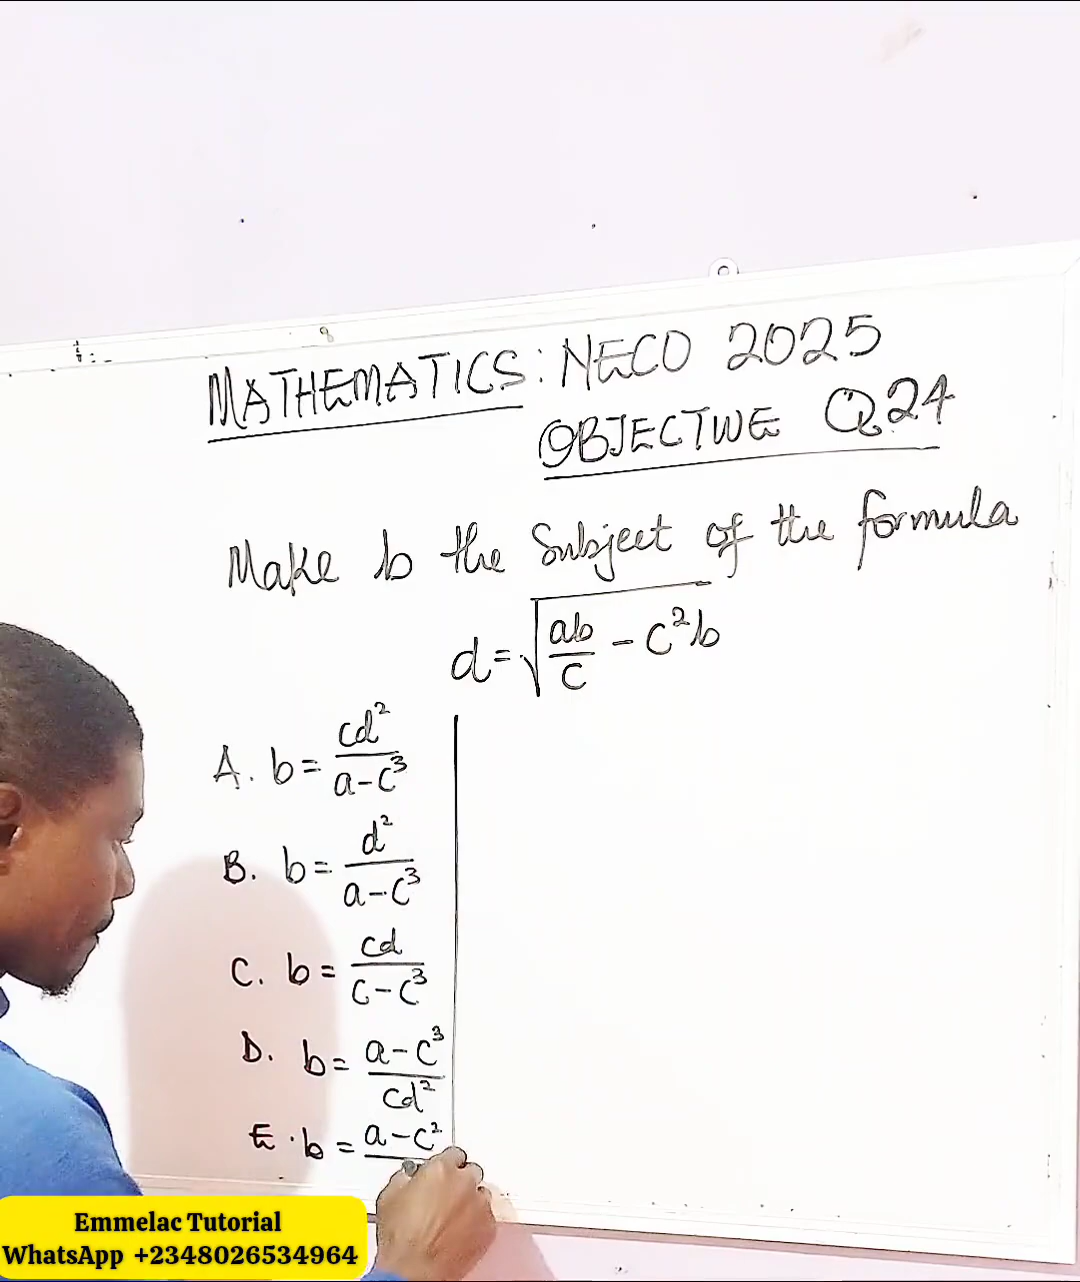 MATHEMATICS: NECO 2025
OBJECTIVE Q24
Make b the Subject of the formula
d = √(ab/c - c²b)
A. b = cd²/(a-c³)
B. b = d²/(a-c³)
C. b = cd/(c-c³)
D. b = (a-c³)/cd²
E. b = a-c²
Emmelac Tutorial
WhatsApp +2348026534964